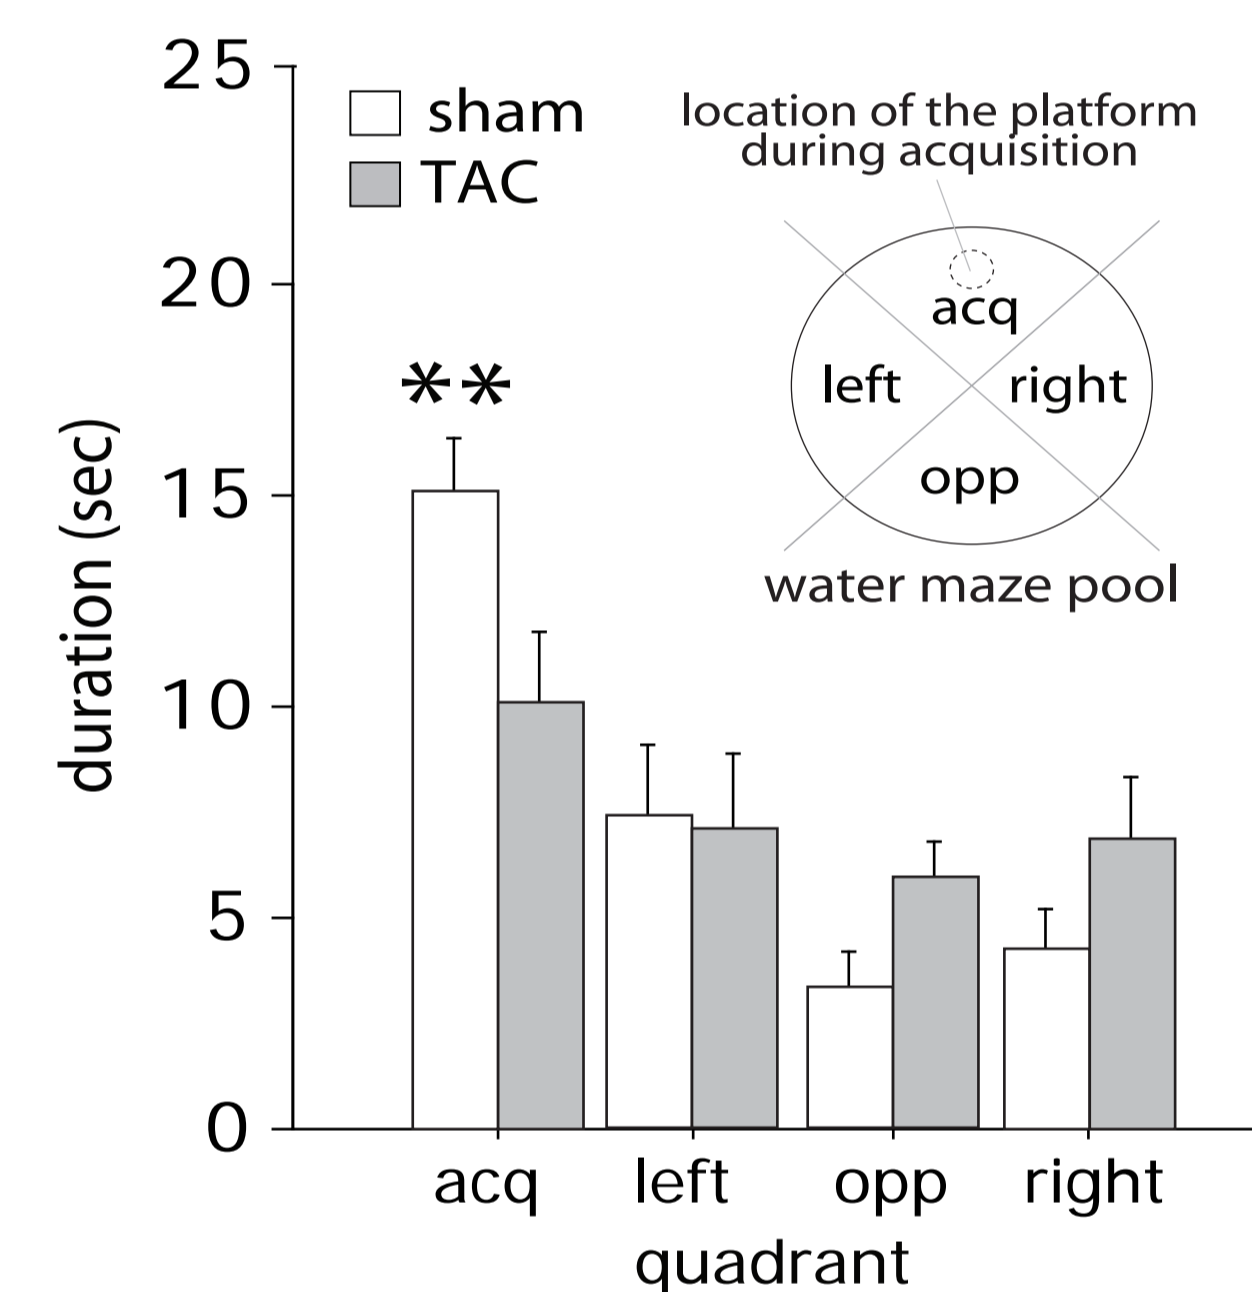 25
20
15
10
5
0
duration (sec)
sham
TAC
**
location of the platform
during acquisition
acq
left right
opp
water maze pool
acq left opp right
quadrant